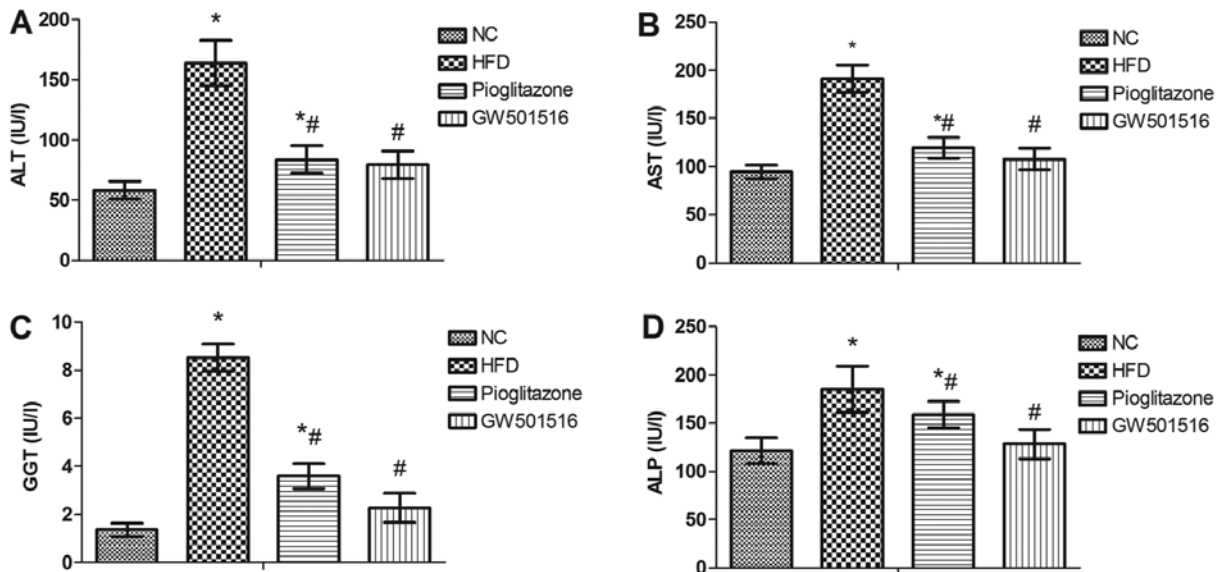 A
ALT (IU/l)
200
150
100
50
0
*
*#
#
NC
HFD
Pioglitazone
GW501516
B
AST (IU/l)
250
200
150
100
50
0
*
*#
#
NC
HFD
Pioglitazone
GW501516
C
GGT (IU/l)
10
8
6
4
2
0
*
*#
#
NC
HFD
Pioglitazone
GW501516
D
ALP (IU/l)
250
200
150
100
50
0
*
*#
#
NC
HFD
Pioglitazone
GW501516